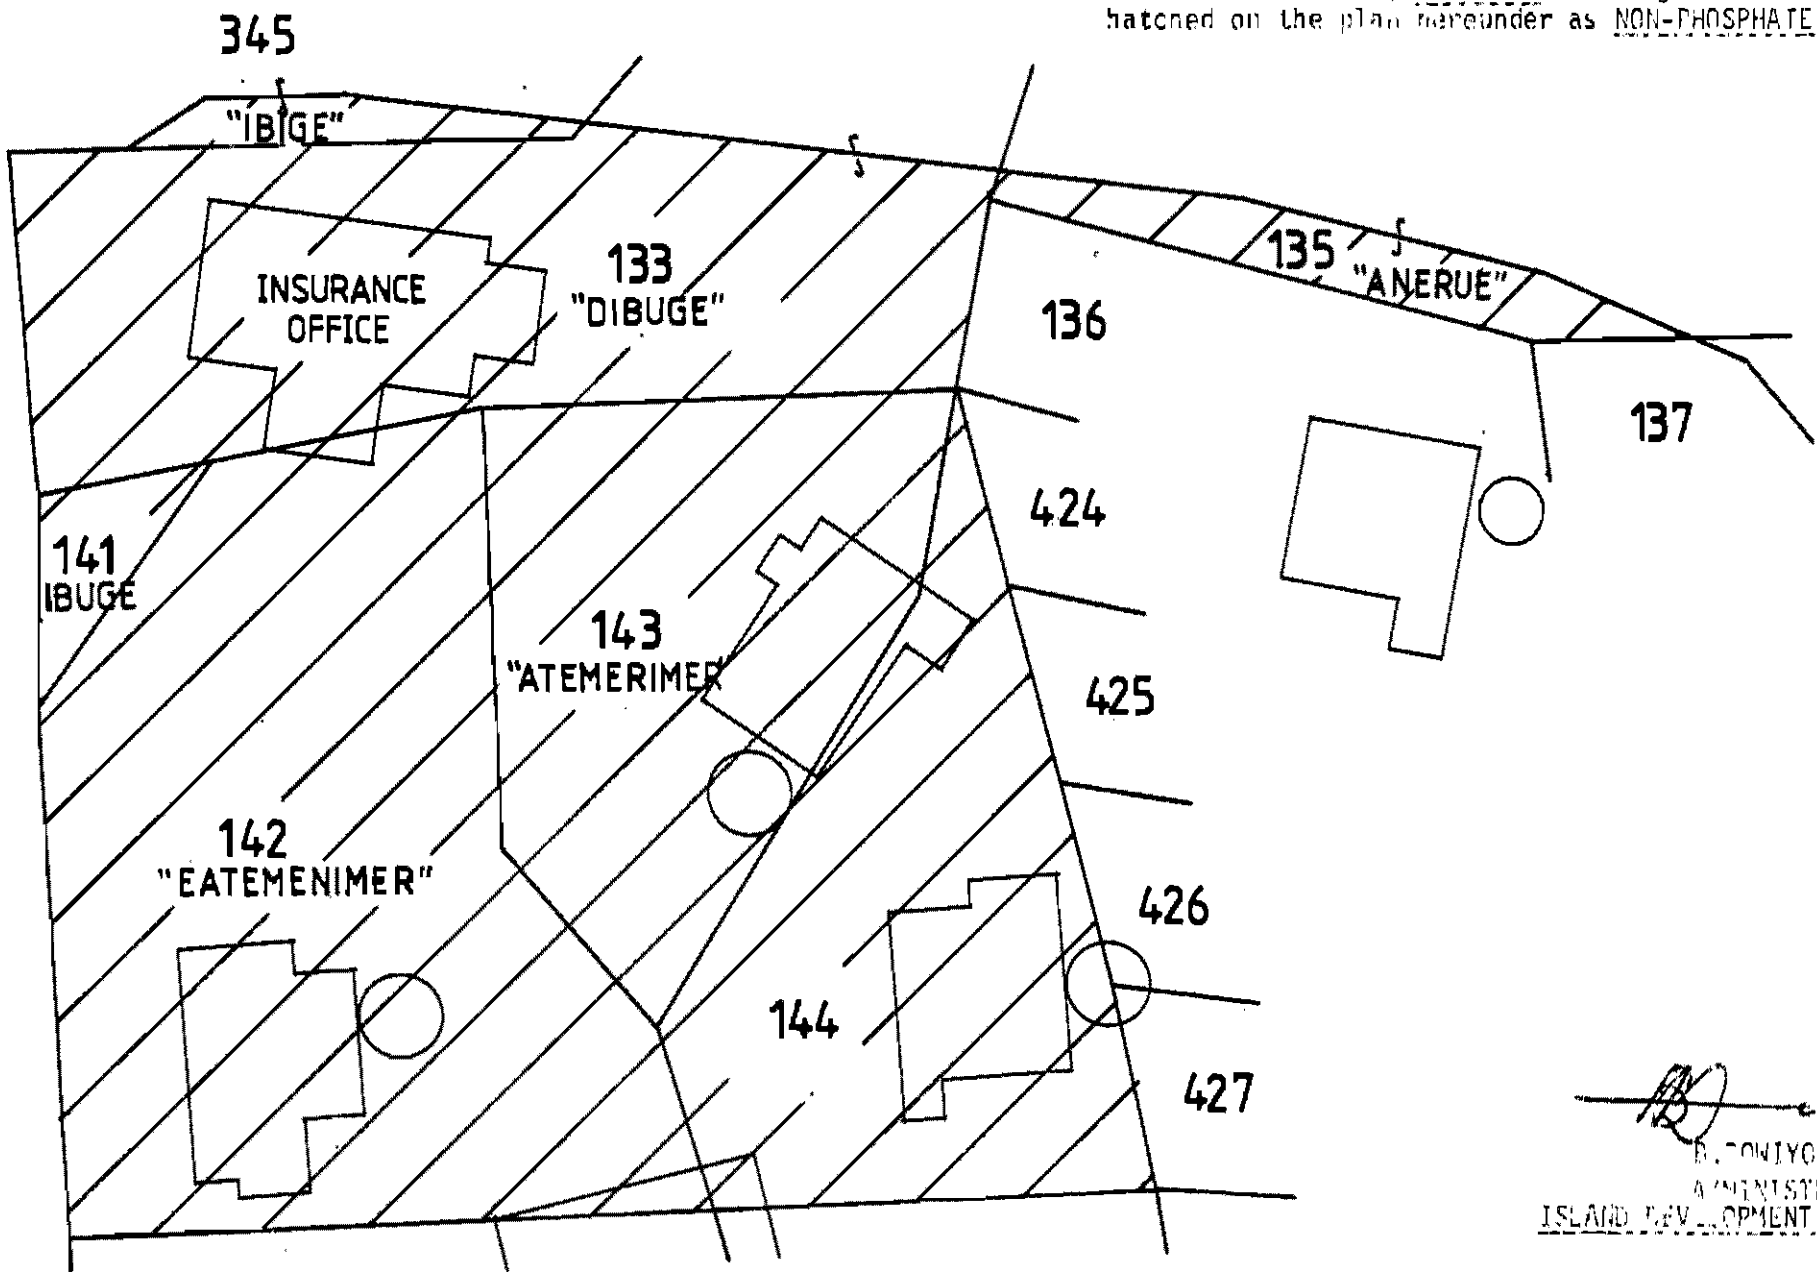 hatched on the plan hereunder as NON-PHOSPHATE
345
"IBIGE"
133
"DIBUGE"
INSURANCE
OFFICE
135
"ANERUE"
136
137
424
141
IBUGE
143
"ATEMERIMER
425
142
"EATEMENIMER"
426
144
427
ISLAND